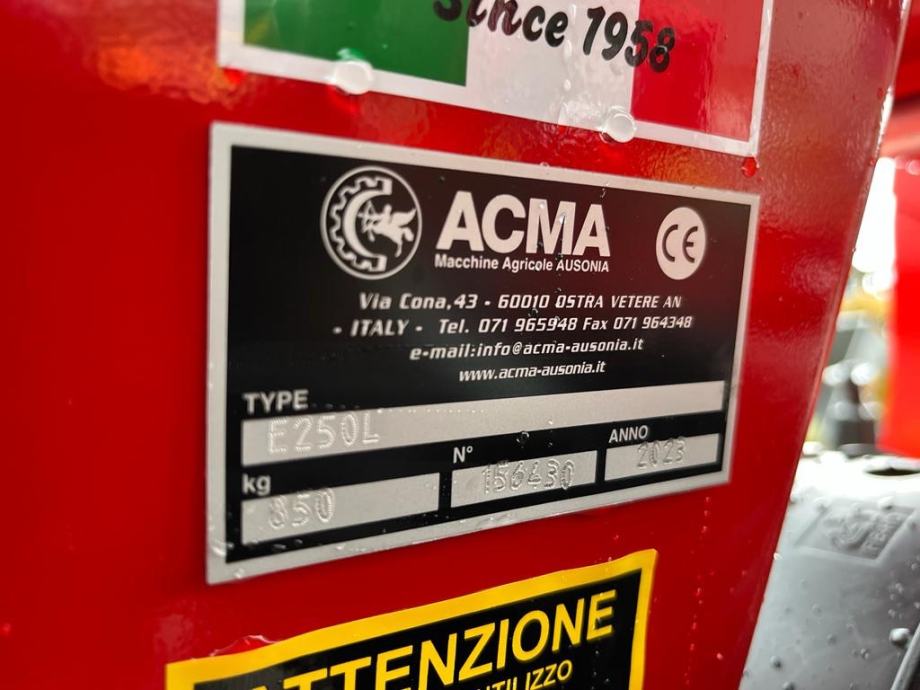 Since 1958
ACMA
CE
Macchine Agricole AUSONIA
Via Cona,43 - 60010 OSTRA VETERE AN
- ITALY - Tel. 071 965948 Fax 071 964348
e-mail:info@acma-ausonia.it
www.acma-ausonia.it
TYPE
E250L
kg
850
N°
156430
ANNO
2023
ATTENZIONE
UTILIZZO